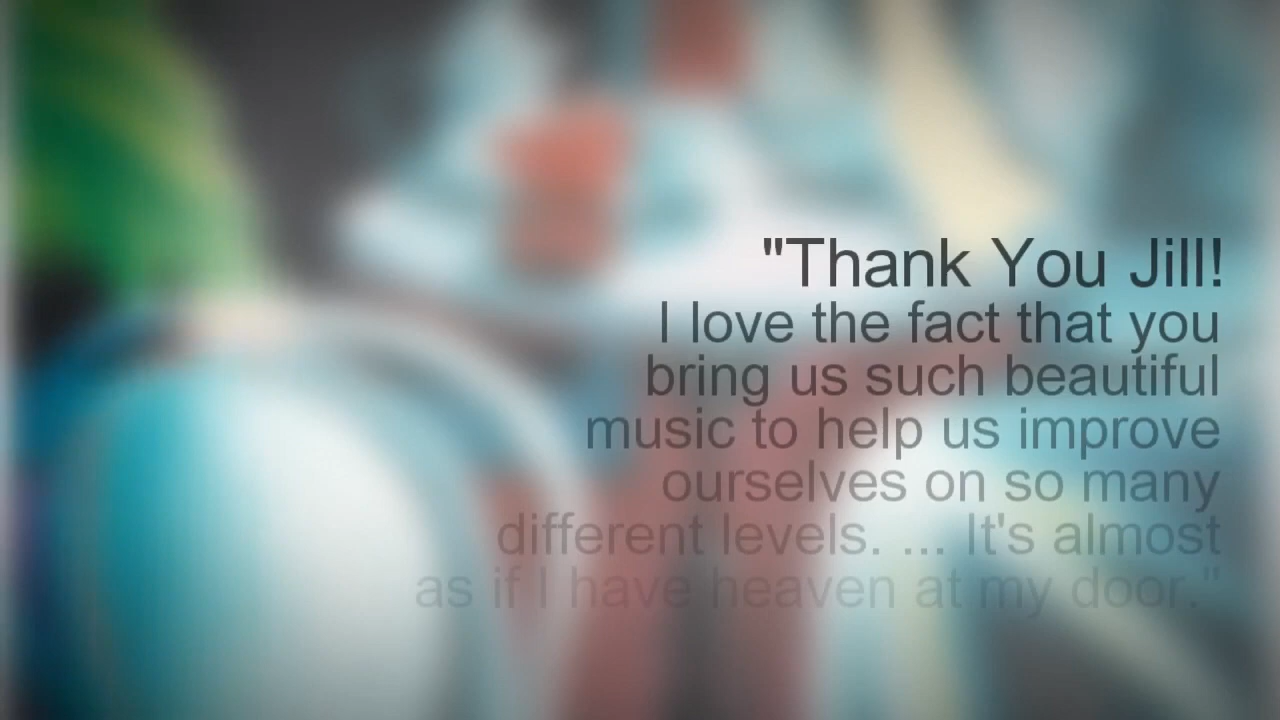 "Thank You Jill!
I love the fact that you
bring us such beautiful
music to help us improve
ourselves on so many
different levels. ... It's almost
as if I have heaven at my door."